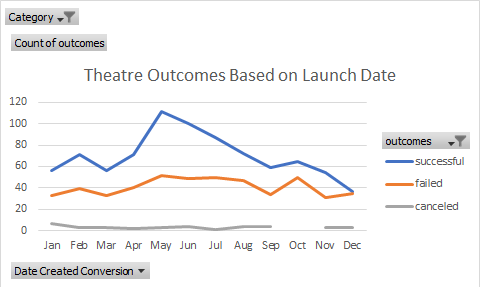 Category
Count of outcomes
Theatre Outcomes Based on Launch Date
120
100
80
60
40
20
0
Jan Feb Mar Apr May Jun Jul Aug Sep Oct Nov Dec
outcomes
successful
failed
canceled
Date Created Conversion